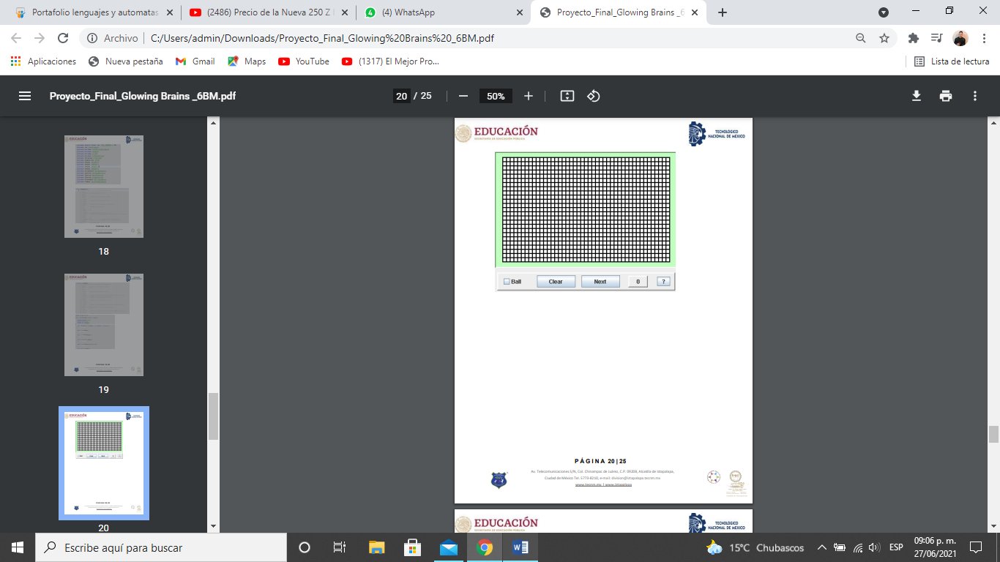 Portafolio lenguajes y automatas
(2486) Precio de la Nueva 250 Z
(4) WhatsApp
Proyecto_Final_Glowing Brains _6
Archivo
C:/Users/admin/Downloads/Proyecto_Final_Glowing%20Brains%20_6BM.pdf
Aplicaciones
Nueva pestaña
Gmail
Maps
YouTube
(1317) El Mejor Pro...
Lista de lectura
Proyecto_Final_Glowing Brains _6BM.pdf
20 / 25
50%
18
19
20
EDUCACIÓN
SECRETARÍA DE EDUCACIÓN PÚBLICA
TECNOLÓGICO
NACIONAL DE MÉXICO
Ball
Clear
Next
0
?
PÁGINA 20|25
Av. Telecomunicaciones S/N, Col. Chinampac de Juárez, C.P. 09208, Alcaldía de Iztapalapa,
Ciudad de México Tel. 5773-8210, e-mail: division@iztapalapa.tecnm.mx
EDUCACIÓN
SECRETARÍA DE EDUCACIÓN PÚBLICA
TECNOLÓGICO
NACIONAL DE MÉXICO
Escribe aquí para buscar
15°C Chubascos
ESP
09:06 p. m.
27/06/2021